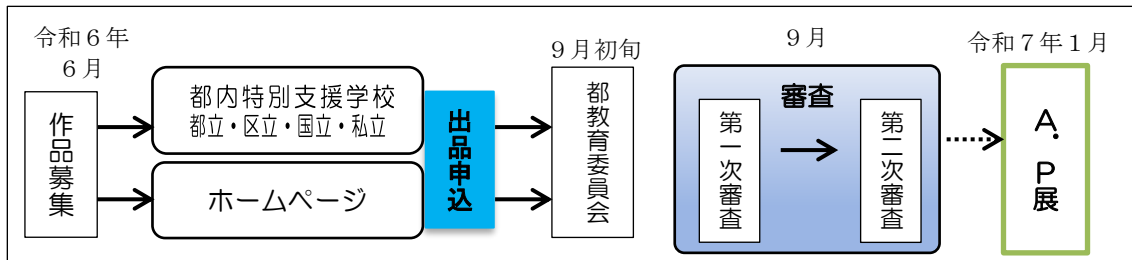 令和６年
６月
作品募集
都内特別支援学校
都立・区立・国立・私立
ホームページ
出品申込
９月初旬
都教育委員会
９月
審査
第一次審査
第二次審査
令和７年１月
Ａ．Ｐ展